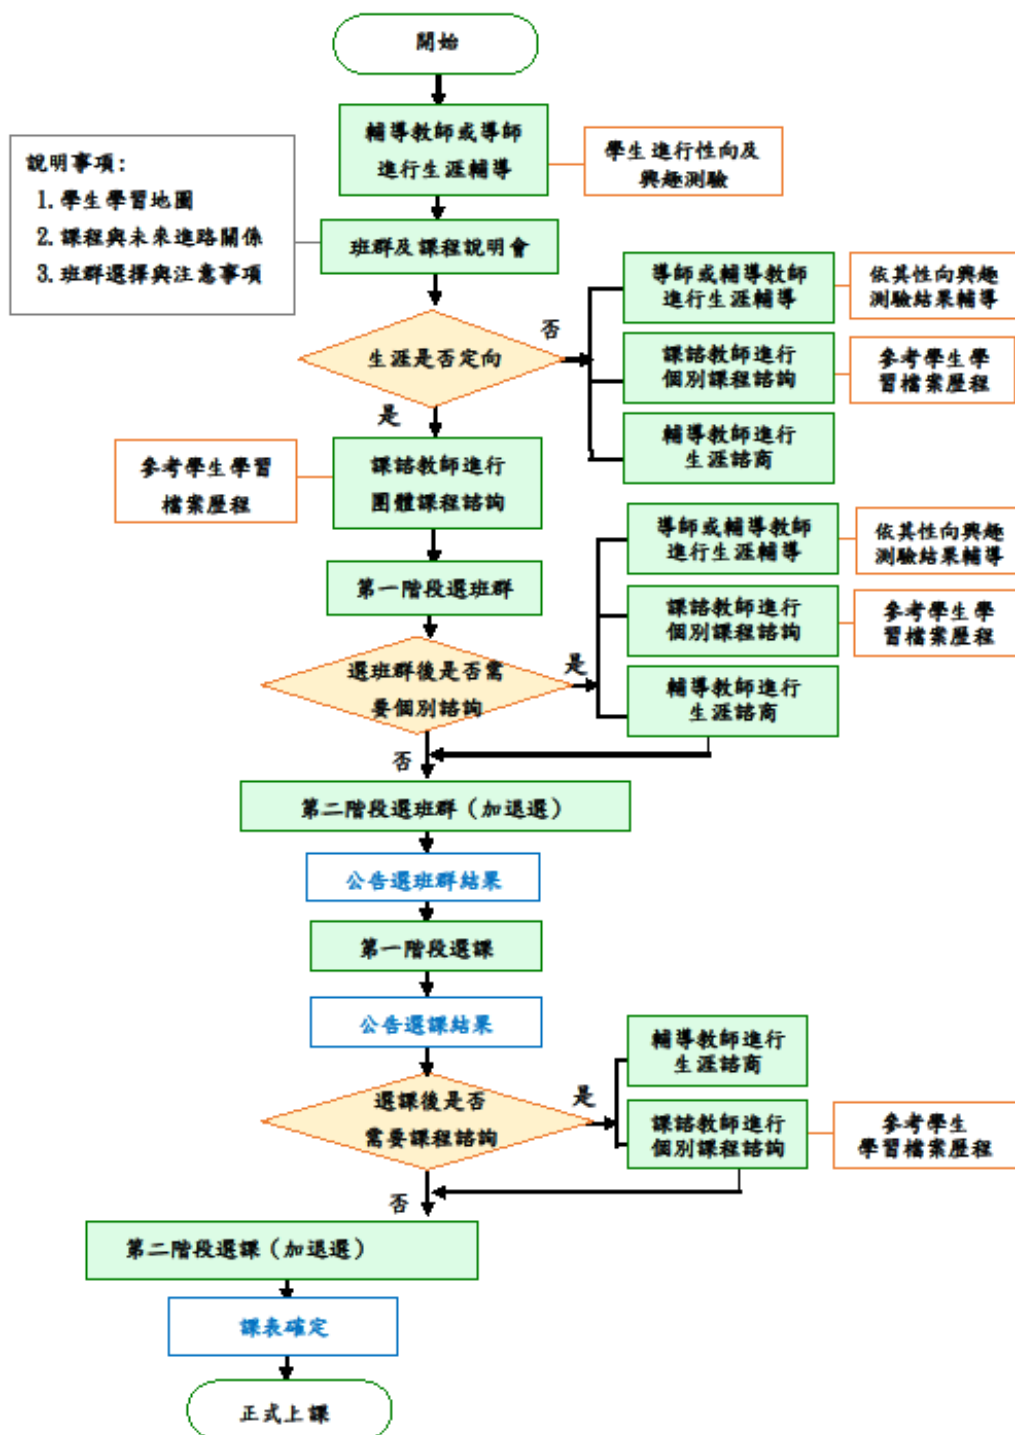 開始
輔導教師或導師
進行生涯輔導
學生進行性向及
興趣測驗
說明事項:
1.學生學習地圖
2.課程與未來進路關係
3.班群選擇與注意事項
班群及課程說明會
生涯是否定向
否
是
導師或輔導教師
進行生涯輔導
依其性向興趣
測驗結果輔導
課諮教師進行
個別課程諮詢
參考學生學
習檔案歷程
輔導教師進行
生涯諮商
參考學生學習
檔案歷程
課諮教師進行
團體課程諮詢
第一階段選班群
選班群後是否需
要個別諮詢
是
否
導師或輔導教師
進行生涯輔導
依其性向興趣
測驗結果輔導
課諮教師進行
個別課程諮詢
參考學生學
習檔案歷程
輔導教師進行
生涯諮商
第二階段選班群（加退選）
公告選班群結果
第一階段選課
公告選課結果
選課後是否
需要課程諮詢
是
否
輔導教師進行
生涯諮商
課諮教師進行
個別課程諮詢
參考學生
學習檔案歷程
第二階段選課（加退選）
課表確定
正式上課